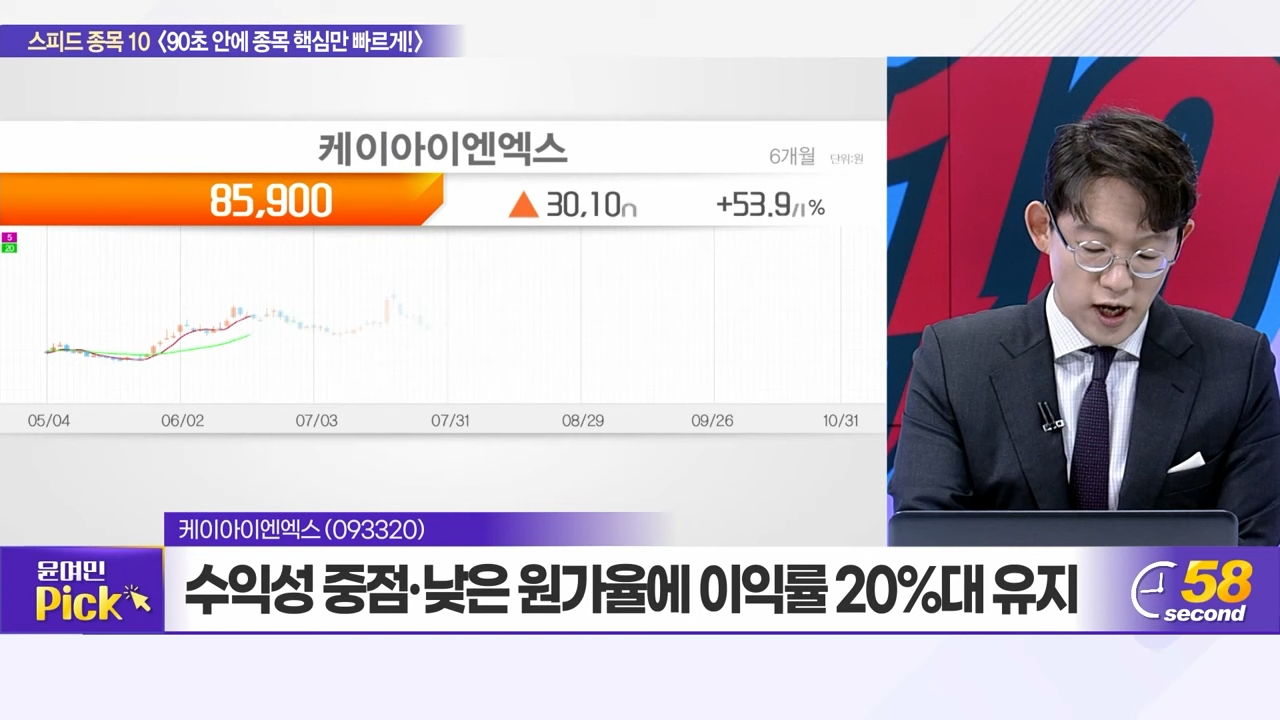 스피드 종목 10 〈90초 안에 종목 핵심만 빠르게!〉
케이아이엔엑스
6개월 단위:원
85,900
▲ 30,10
+53.9 %
5
20
05/04 06/02 07/03 07/31 08/29 09/26 10/31
케이아이엔엑스 (093320)
윤여민
Pick
수익성 중점·낮은 원가율에 이익률 20%대 유지
58
second